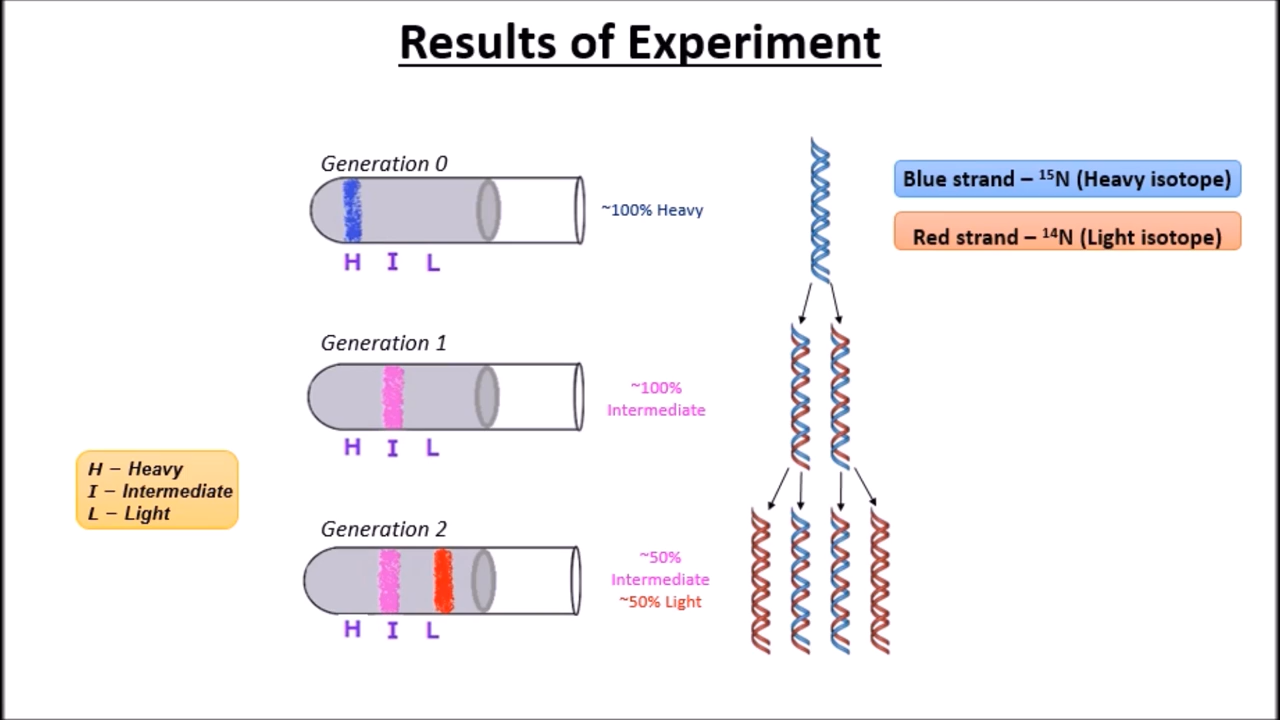 Results of Experiment
Generation 0
~100% Heavy
H I L
Blue strand – ¹⁵N (Heavy isotope)
Red strand – ¹⁴N (Light isotope)
Generation 1
~100%
Intermediate
H I L
H – Heavy
I – Intermediate
L – Light
Generation 2
~50%
Intermediate
~50% Light
H I L